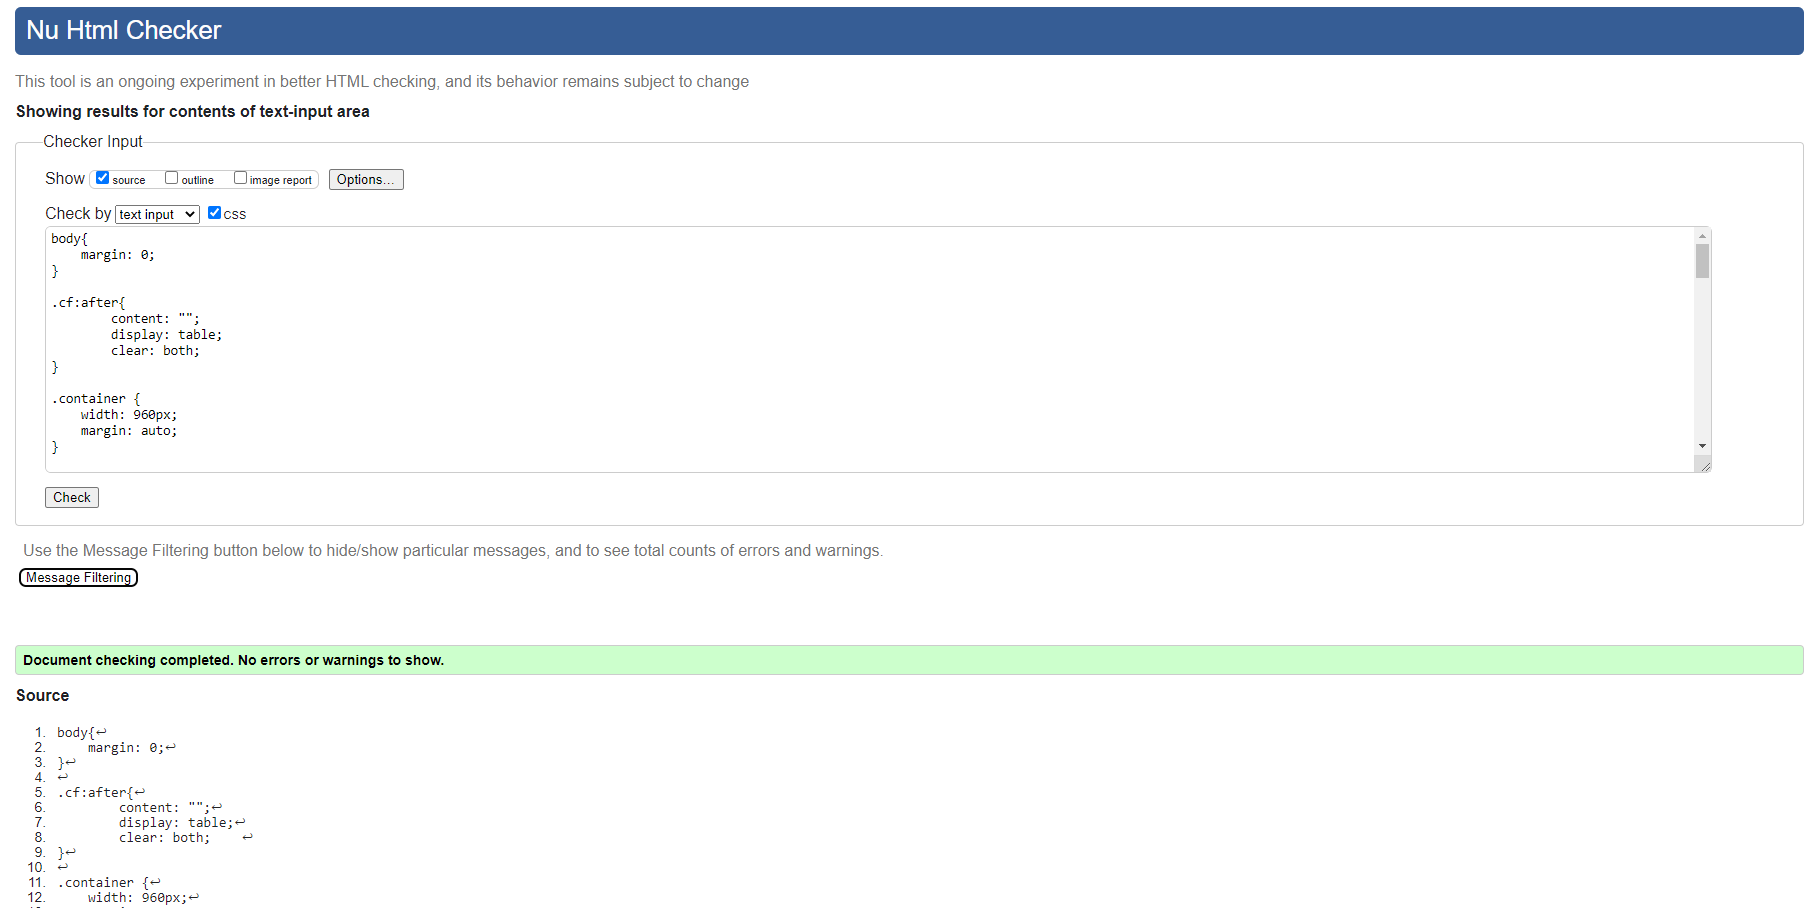 Nu Html Checker
This tool is an ongoing experiment in better HTML checking, and its behavior remains subject to change
Showing results for contents of text-input area
Checker Input
Show source outline image report Options...
Check by text input css
body{
    margin: 0;
}

.cf:after{
        content: "";
        display: table;
        clear: both;
}

.container {
    width: 960px;
    margin: auto;
}
Check
Use the Message Filtering button below to hide/show particular messages, and to see total counts of errors and warnings.
Message Filtering
Document checking completed. No errors or warnings to show.
Source
1. body{↩
2.     margin: 0;↩
3. }↩
4. ↩
5. .cf:after{↩
6.         content: "";↩
7.         display: table;↩
8.         clear: both;    ↩
9. }↩
10. ↩
11. .container {↩
12.     width: 960px;↩